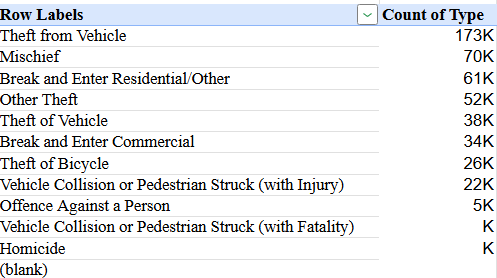 Row Labels Count of Type
Theft from Vehicle 173K
Mischief 70K
Break and Enter Residential/Other 61K
Other Theft 52K
Theft of Vehicle 38K
Break and Enter Commercial 34K
Theft of Bicycle 26K
Vehicle Collision or Pedestrian Struck (with Injury) 22K
Offence Against a Person 5K
Vehicle Collision or Pedestrian Struck (with Fatality) K
Homicide K
(blank)